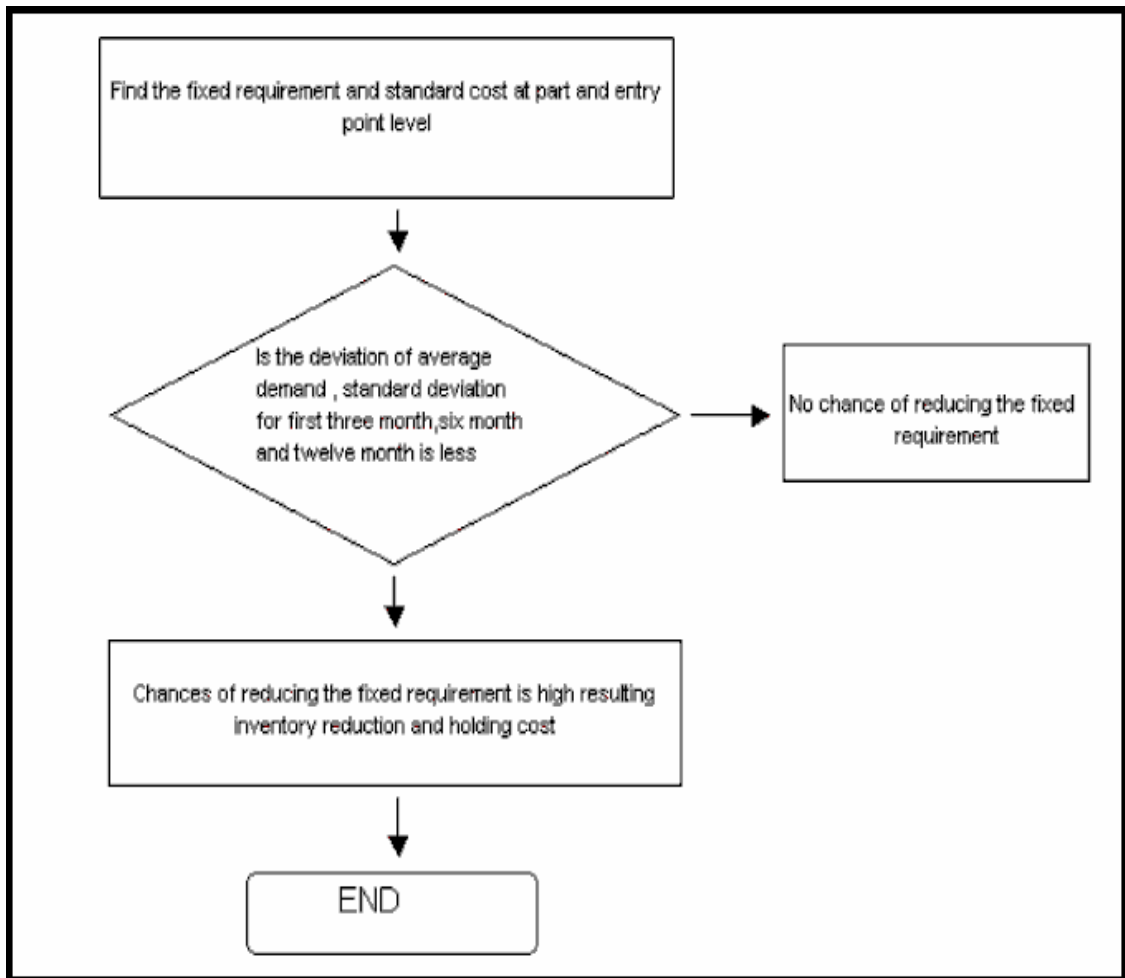 Find the fixed requirement and standard cost at part and entry
point level
Is the deviation of average
demand , standard deviation
for first three month,six month
and twelve month is less
No chance of reducing the fixed
requirement
Chances of reducing the fixed requirement is high resulting
inventory reduction and holding cost
END